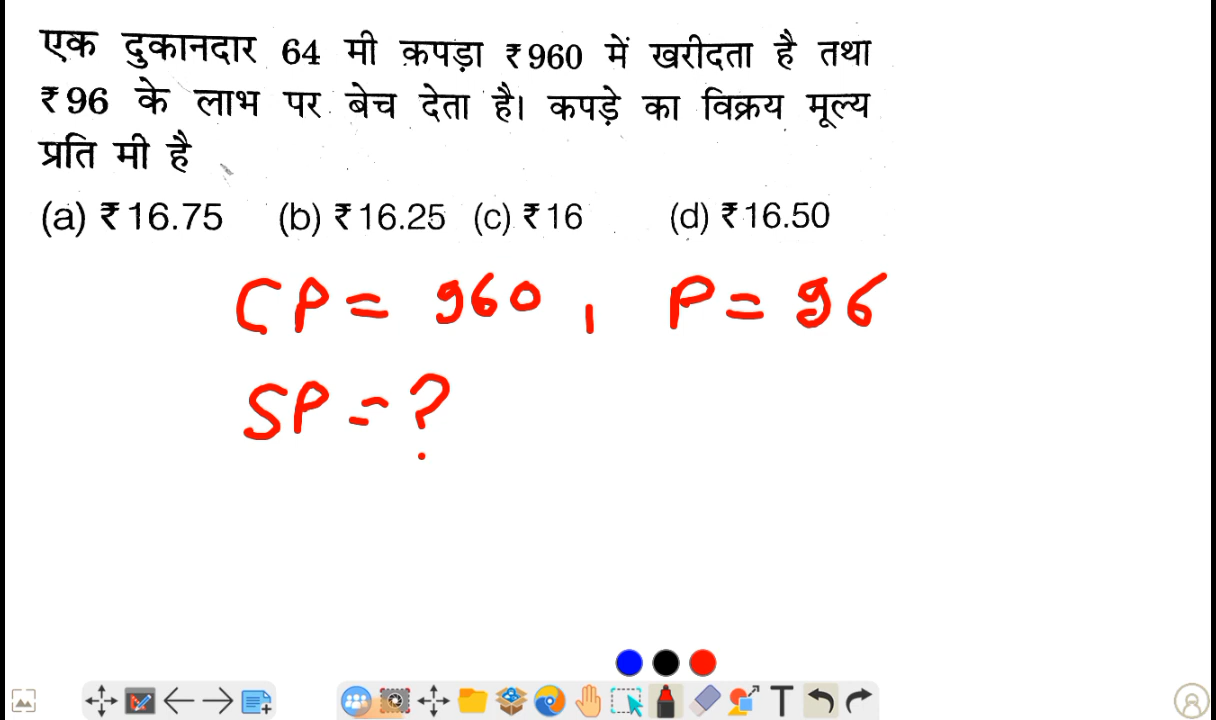 एक दुकानदार 64 मी कपड़ा ₹960 में खरीदता है तथा
₹96 के लाभ पर बेच देता है। कपड़े का विक्रय मूल्य
प्रति मी है
(a) ₹16.75 (b) ₹16.25 (c) ₹16 (d) ₹16.50
CP = 960, P = 96
SP = ?
T